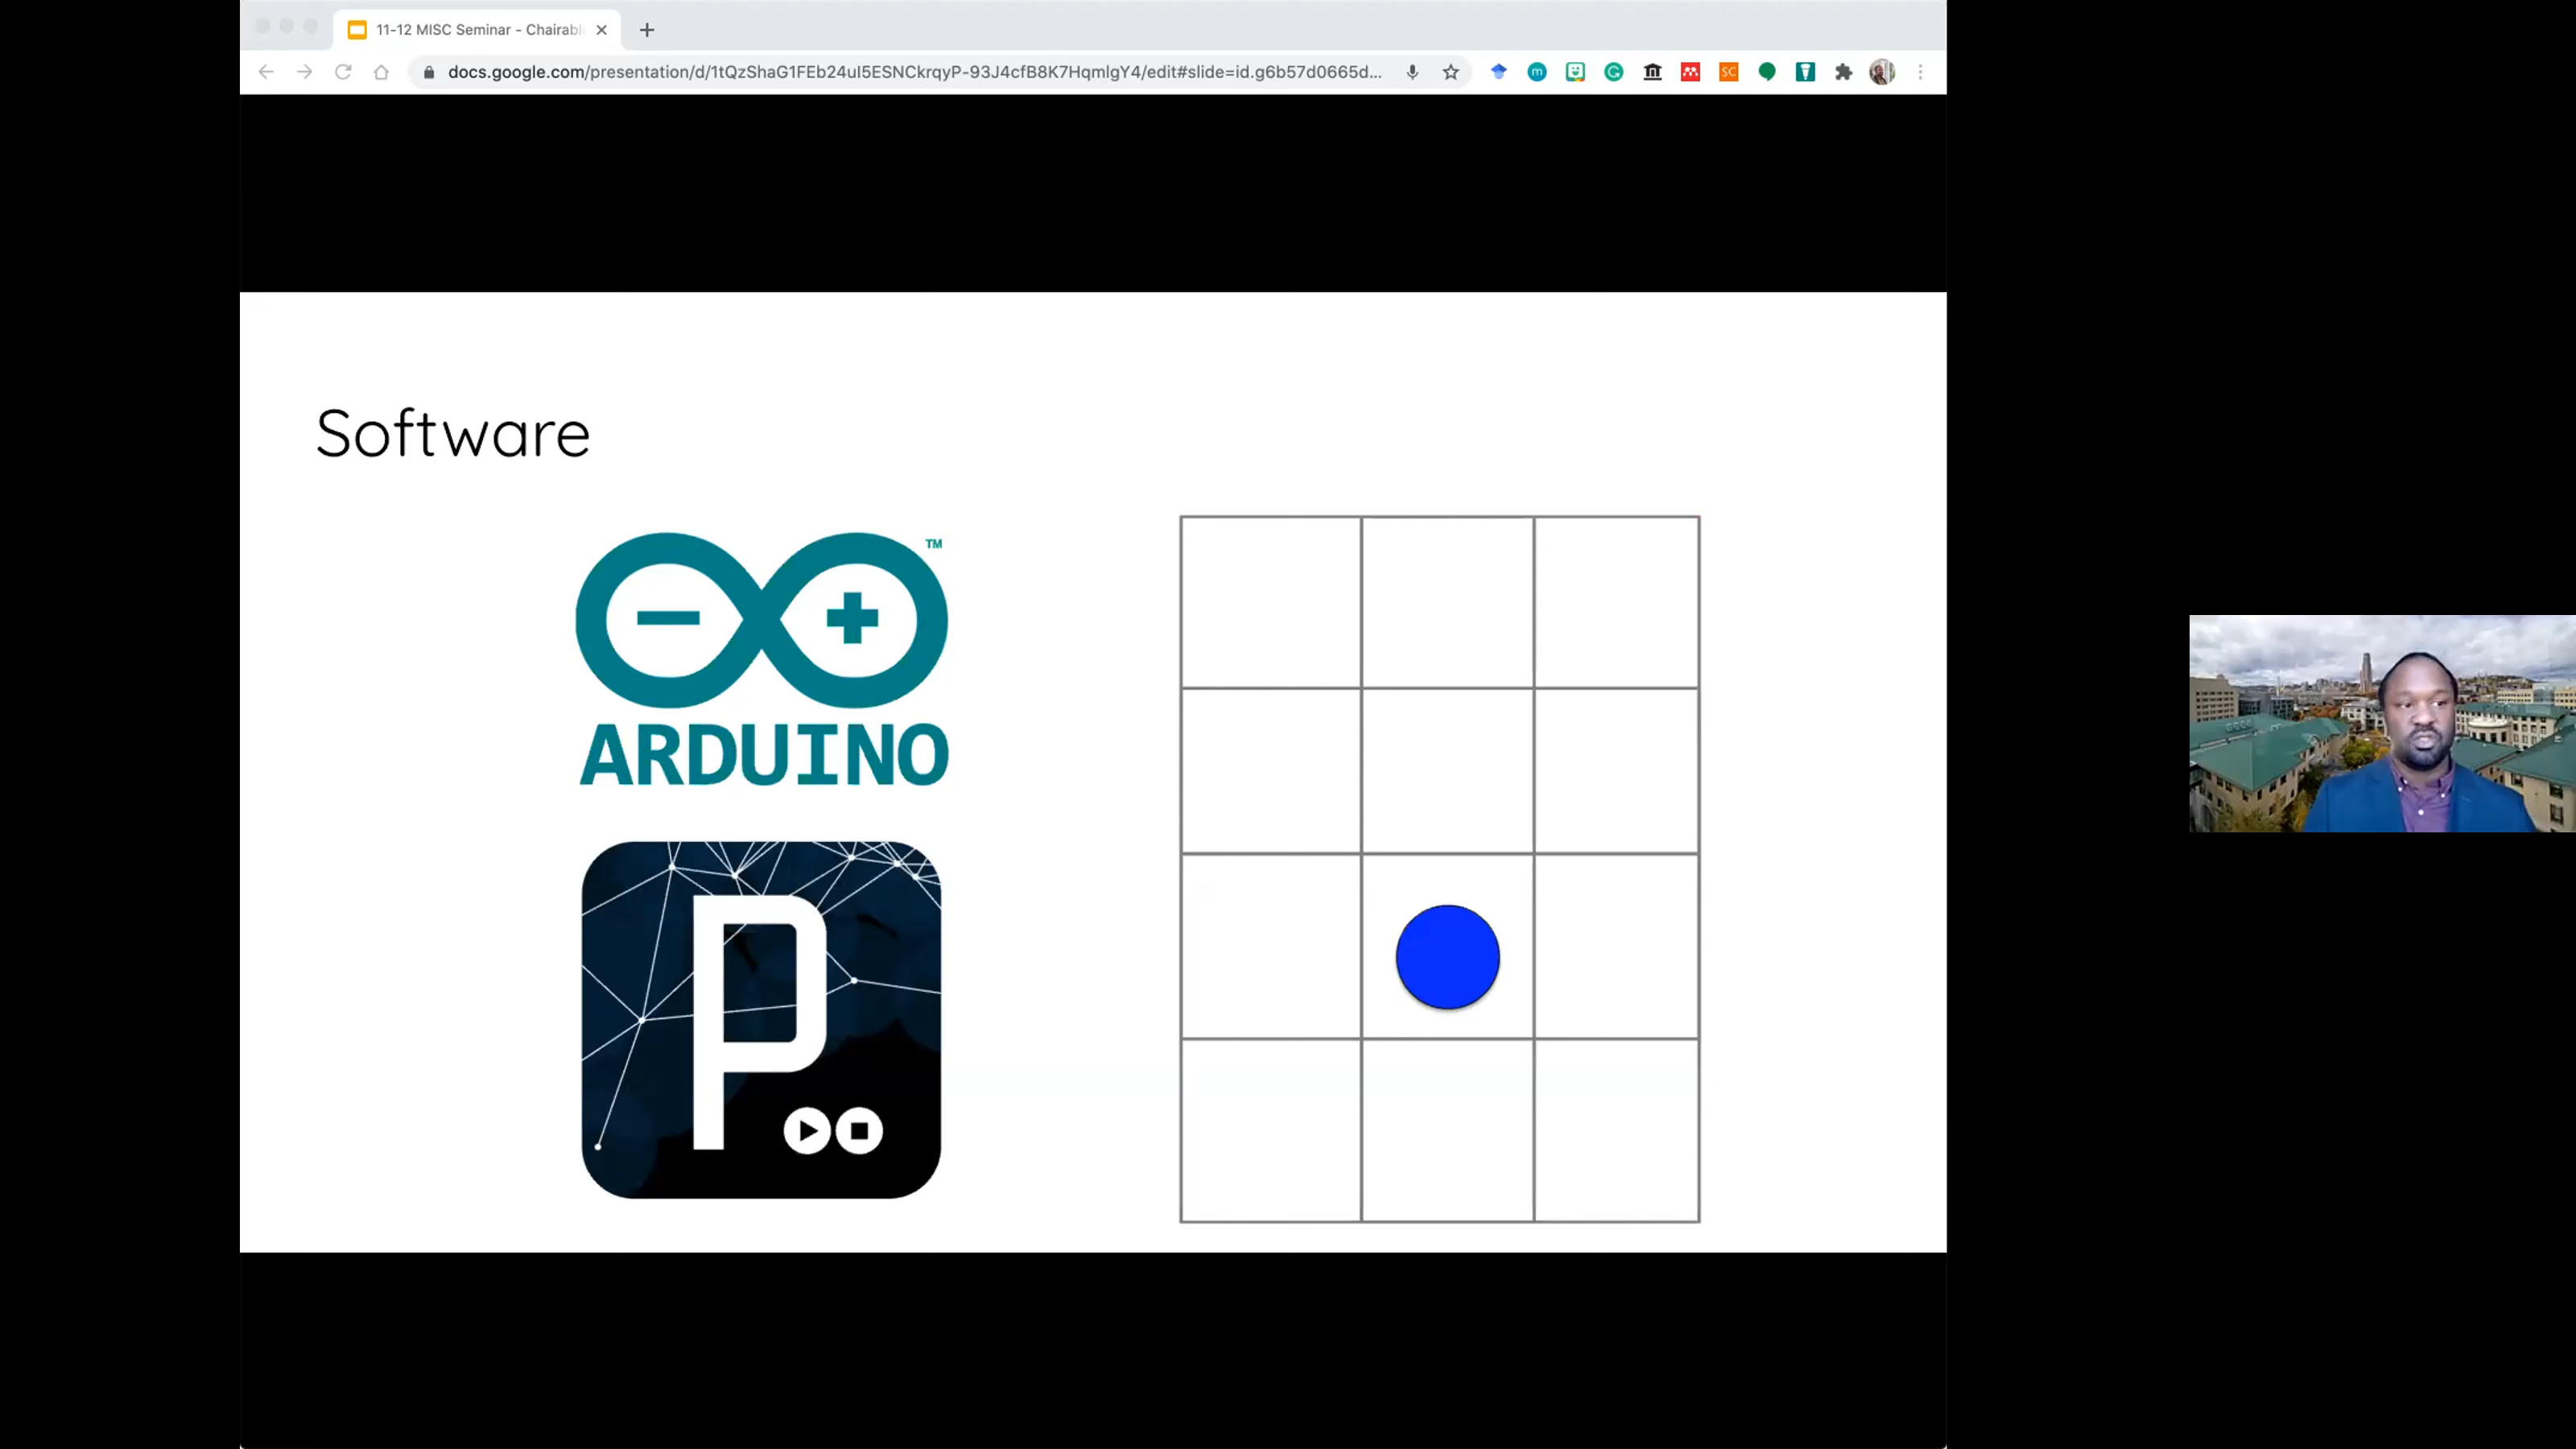 11-12 MISC Seminar - Chairabl
docs.google.com/presentation/d/1tQzShaG1FEb24uI5ESNCkrqyP-93J4cfB8K7HqmlgY4/edit#slide=id.g6b57d0665d...
Software
TM
ARDUINO
P